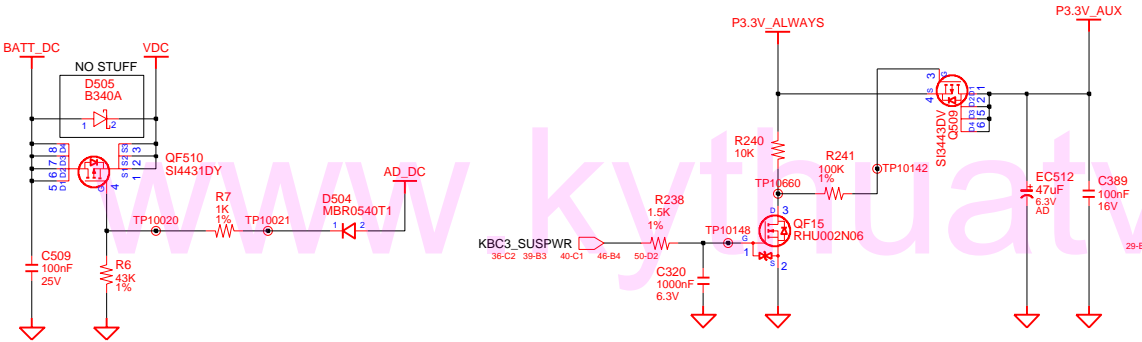 BATT_DC
VDC
NO STUFF
D505
B340A
1
2
8 D4
7 D3
6 D2
5 D1
S3 3
S2 2
S1 1
G
4
QF510
SI4431DY
AD_DC
TP10020
R7
1K
1%
TP10021
D504
MBR0540T1
1
2
C509
100nF
25V
R6
43K
1%
P3.3V_ALWAYS
P3.3V_AUX
3
G
4
S
D1 1
D2 2
D3 5
D4 6
SI3443DV
Q509
R240
10K
R241
100K
1%
TP10142
TP10660
R238
1.5K
1%
TP10148
G
1
D
3
S
2
QF15
RHU002N06
KBC3_SUSPWR
36-C2 39-B3 40-C1 46-B4 50-D2
C320
1000nF
6.3V
EC512
47uF
6.3V
AD
C389
100nF
16V
www.kythuatv